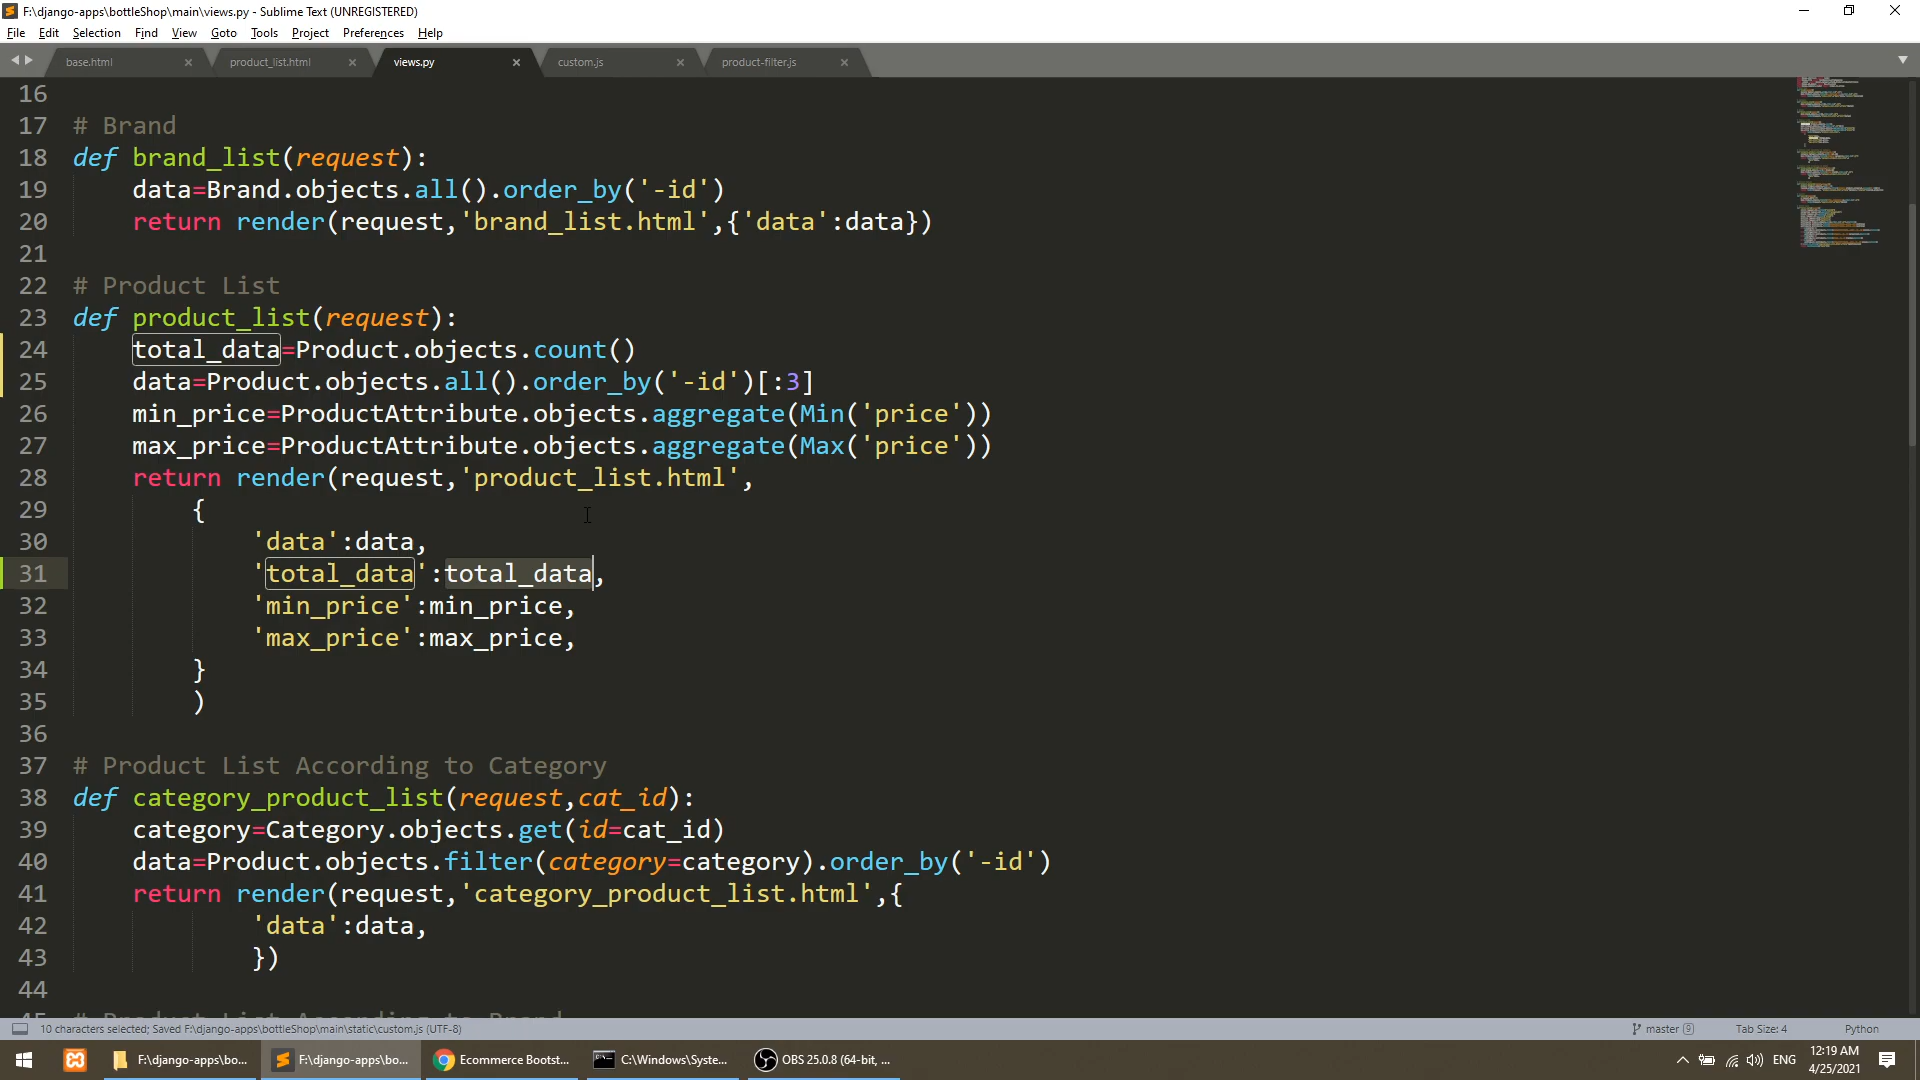 F:\django-apps\bottleShop\main\views.py - Sublime Text (UNREGISTERED)
File Edit Selection Find View Goto Tools Project Preferences Help
base.html product_list.html views.py custom.js product-filter.js
16
17 # Brand
18 def brand_list(request):
19 data=Brand.objects.all().order_by('-id')
20 return render(request,'brand_list.html',{'data':data})
21
22 # Product List
23 def product_list(request):
24 total_data=Product.objects.count()
25 data=Product.objects.all().order_by('-id')[:3]
26 min_price=ProductAttribute.objects.aggregate(Min('price'))
27 max_price=ProductAttribute.objects.aggregate(Max('price'))
28 return render(request,'product_list.html',
29 {
30 'data':data,
31 'total_data':total_data,
32 'min_price':min_price,
33 'max_price':max_price,
34 }
35 )
36
37 # Product List According to Category
38 def category_product_list(request,cat_id):
39 category=Category.objects.get(id=cat_id)
40 data=Product.objects.filter(category=category).order_by('-id')
41 return render(request,'category_product_list.html',{
42 'data':data,
43 })
44
45 # Product List According to Brand
10 characters selected; Saved F:\django-apps\bottleShop\main\static\custom.js (UTF-8) master 9 Tab Size: 4 Python
F:\django-apps\bo... F:\django-apps\bo... Ecommerce Bootst... C:\Windows\Syste... OBS 25.0.8 (64-bit, ... ENG 12:19 AM
4/25/2021